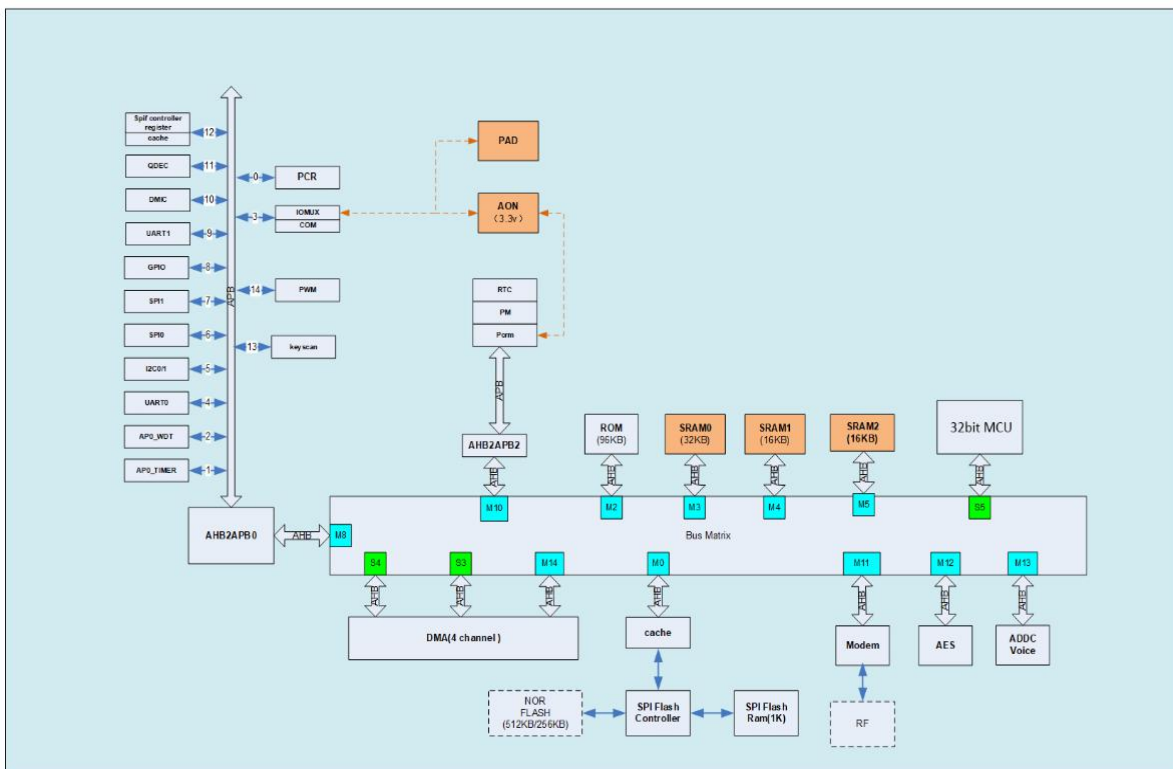 Spif controller
register
cache
12
QDEC
11
DMIC
10
UART1
9
GPIO
8
SPI1
7
SPI0
6
I2C0/1
5
UART0
4
AP0_WDT
2
AP0_TIMER
1
APB
0
PCR
3
IOMUX
COM
14
PWM
13
keyscan
PAD
AON
(3.3v)
RTC
PM
Pcrm
APB
AHB2APB2
AHB
M10
ROM
(96KB)
AHB
M2
SRAM0
(32KB)
AHB
M3
SRAM1
(16KB)
AHB
M4
SRAM2
(16KB)
AHB
M5
32bit MCU
AHB
S5
AHB2APB0
AHB
M8
Bus Matrix
S4
S3
M14
M0
M11
M12
M13
AHB
AHB
AHB
AHB
AHB
AHB
AHB
DMA(4 channel )
cache
Modem
AES
ADDC
Voice
NOR
FLASH
(512KB/256KB)
SPI Flash
Controller
SPI Flash
Ram(1K)
RF